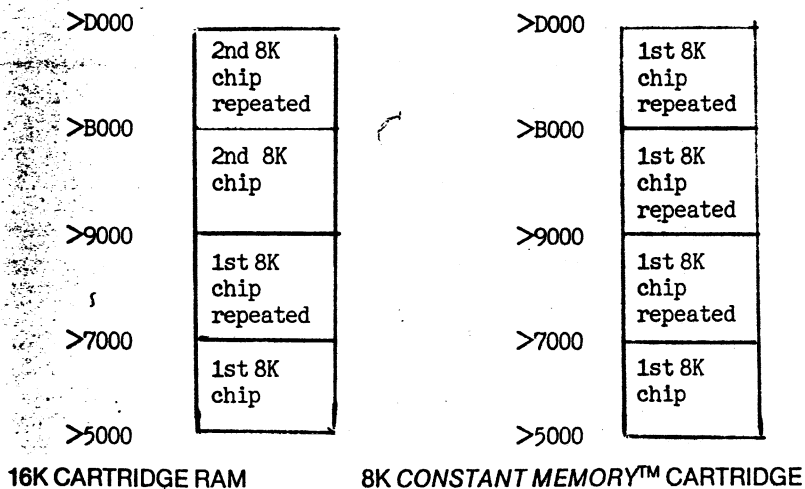 >D000
2nd 8K
chip
repeated
>B000
2nd 8K
chip
>9000
1st 8K
chip
repeated
>7000
1st 8K
chip
>5000
16K CARTRIDGE RAM
>D000
1st 8K
chip
repeated
>B000
1st 8K
chip
repeated
>9000
1st 8K
chip
repeated
>7000
1st 8K
chip
>5000
8K CONSTANT MEMORY™ CARTRIDGE